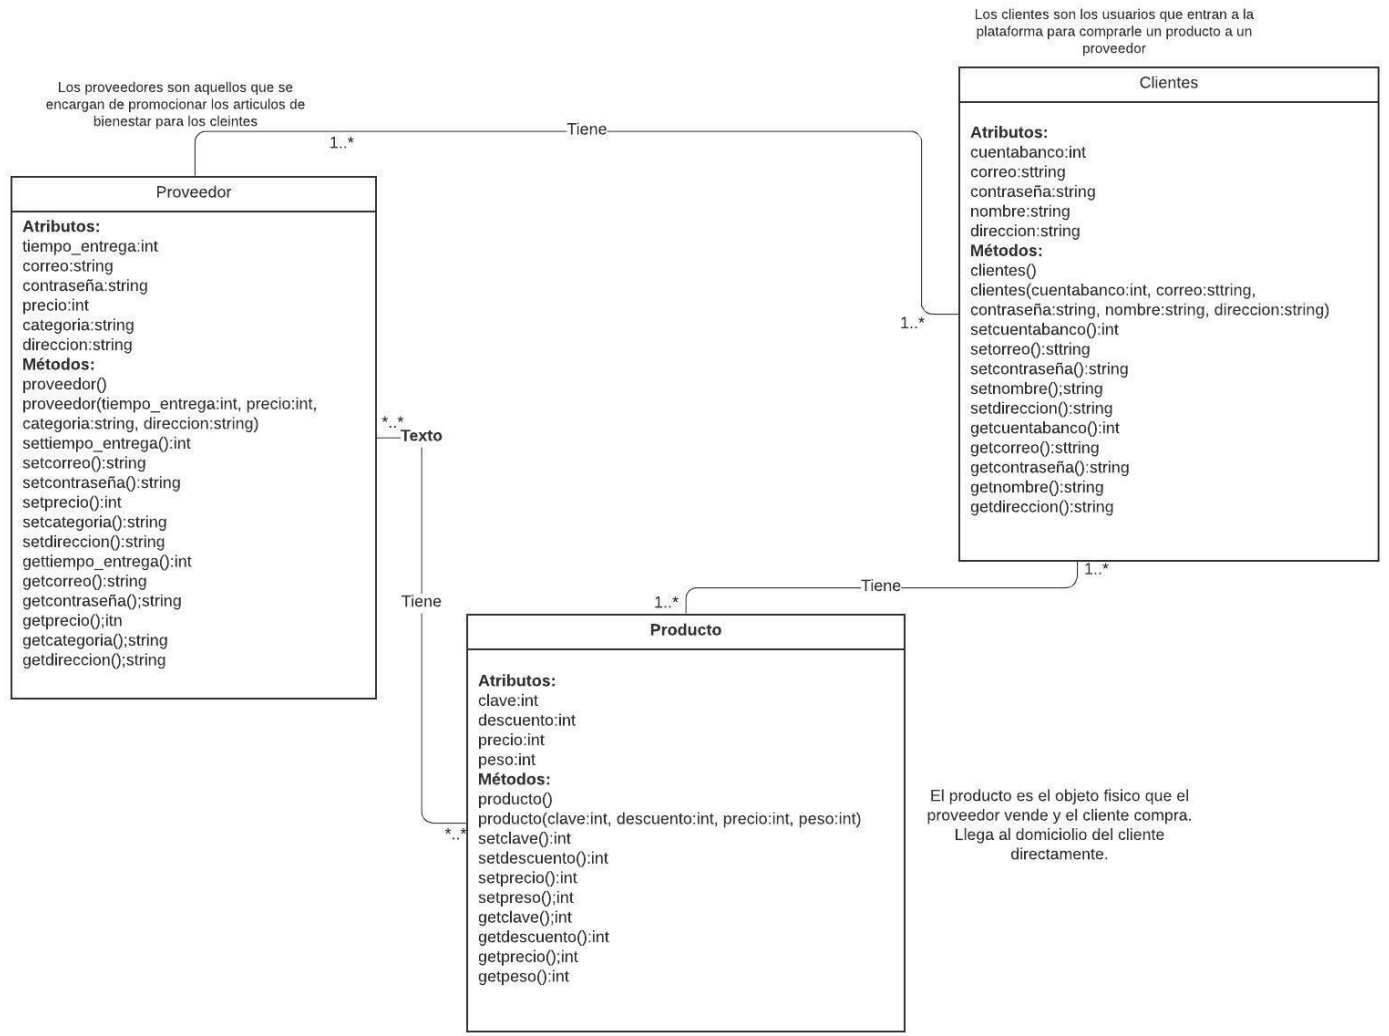 Los clientes son los usuarios que entran a la
plataforma para comprarle un producto a un
proveedor
Clientes
Atributos:
cuentabanco:int
correo:sttring
contraseña:string
nombre:string
direccion:string
Métodos:
clientes()
clientes(cuentabanco:int, correo:sttring,
contraseña:string, nombre:string, direccion:string)
setcuentabanco():int
setorreo():sttring
setcontraseña():string
setnombre();string
setdireccion():string
getcuentabanco():int
getcorreo():sttring
getcontraseña():string
getnombre():string
getdireccion():string
Los proveedores son aquellos que se
encargan de promocionar los articulos de
bienestar para los cleintes
1..*
Tiene
1..*
Proveedor
Atributos:
tiempo_entrega:int
correo:string
contraseña:string
precio:int
categoria:string
direccion:string
Métodos:
proveedor()
proveedor(tiempo_entrega:int, precio:int,
categoria:string, direccion:string)
settiempo_entrega():int
setcorreo():string
setcontraseña():string
setprecio():int
setcategoria():string
setdireccion():string
gettiempo_entrega():int
getcorreo():string
getcontraseña();string
getprecio();itn
getcategoria();string
getdireccion();string
*..*
Texto
Tiene
*..*
1..*
Tiene
1..*
Producto
Atributos:
clave:int
descuento:int
precio:int
peso:int
Métodos:
producto()
producto(clave:int, descuento:int, precio:int, peso:int)
setclave():int
setdescuento():int
setprecio():int
setpreso();int
getclave();int
getdescuento():int
getprecio();int
getpeso():int
El producto es el objeto fisico que el
proveedor vende y el cliente compra.
Llega al domiciolio del cliente
directamente.